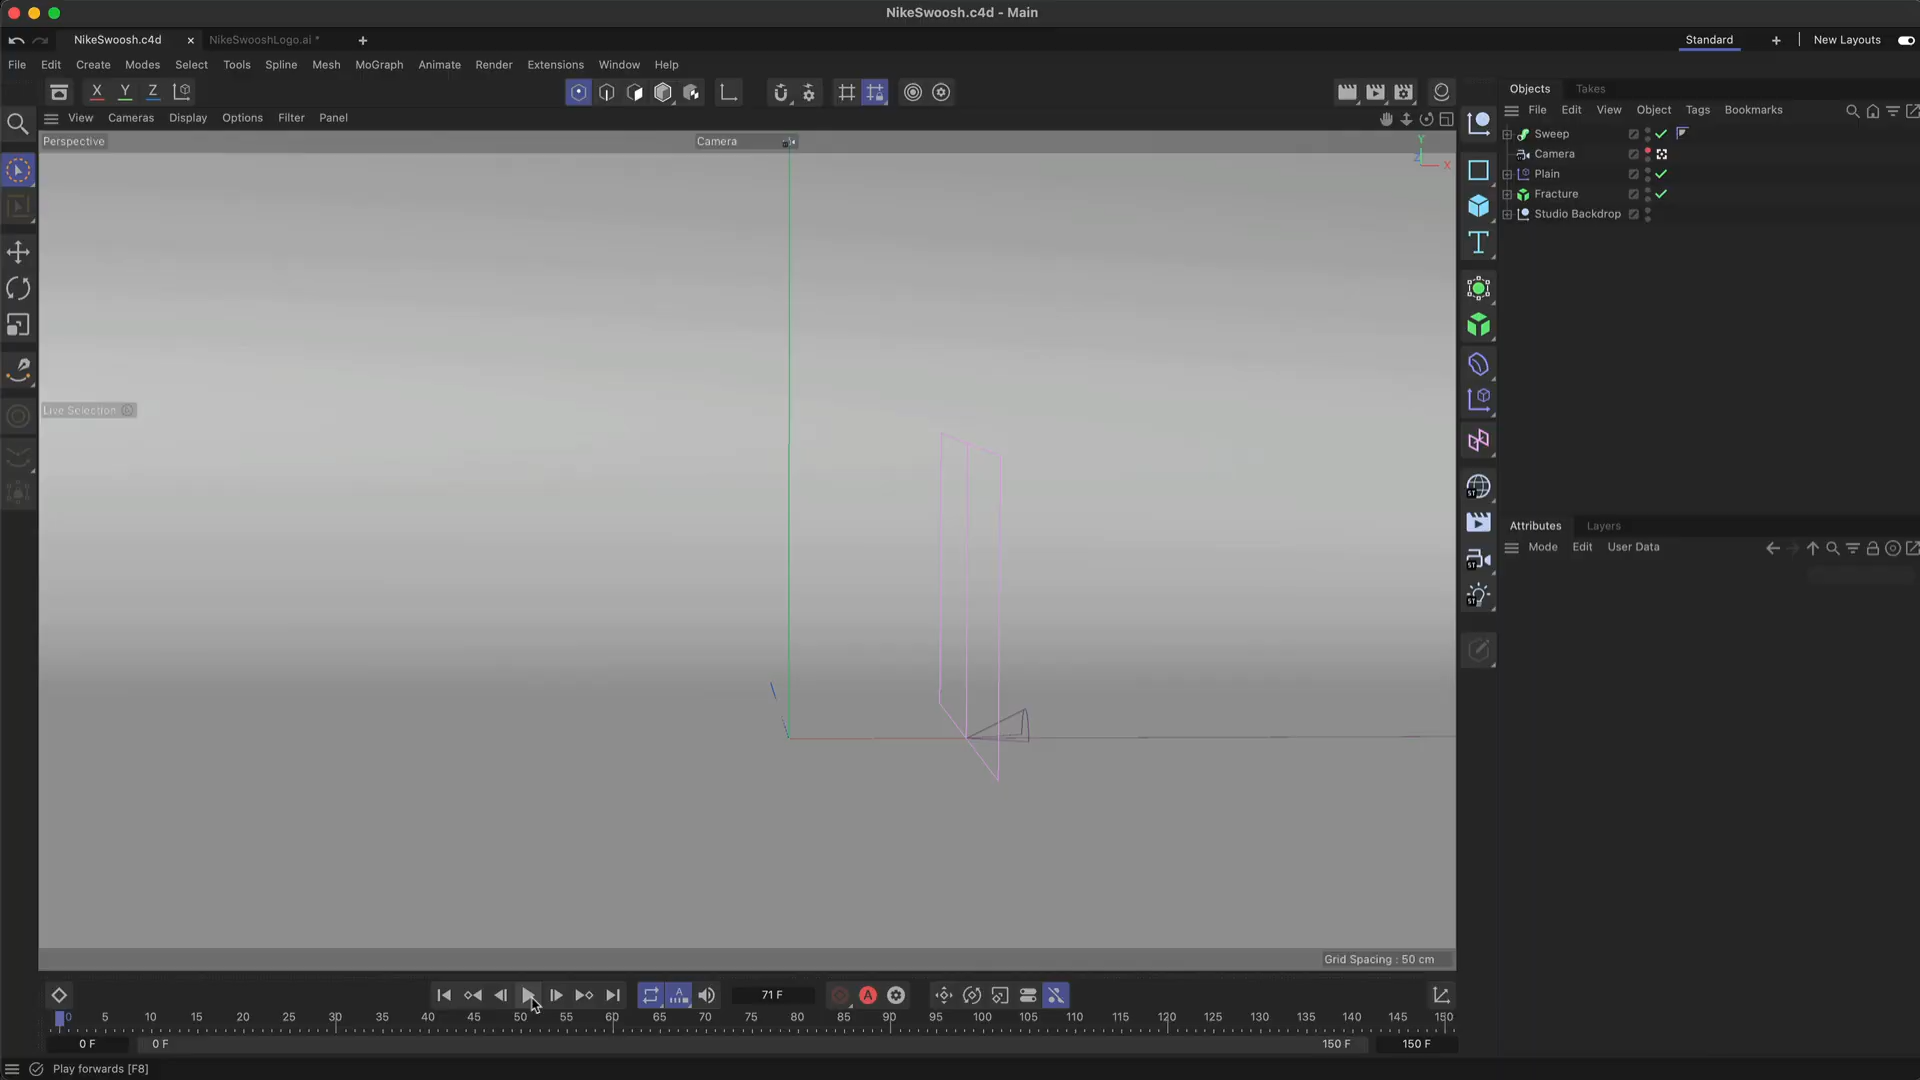 NikeSwoosh.c4d - Main
NikeSwoosh.c4d
NikeSwooshLogo.ai *
Standard
New Layouts
File Edit Create Modes Select Tools Spline Mesh MoGraph Animate Render Extensions Window Help
X Y Z
Objects Takes
View Cameras Display Options Filter Panel
File Edit View Object Tags Bookmarks
Perspective
Camera
Y
Z
X
Sweep
Camera
Plain
Fracture
Studio Backdrop
Live Selection
ST
ST
ST
Attributes Layers
Mode Edit User Data
Grid Spacing : 50 cm
71 F
A
A
0 5 10 15 20 25 30 35 40 45 50 55 60 65 70 75 80 85 90 95 100 105 110 115 120 125 130 135 140 145 150
0 F
0 F
150 F
150 F
Play forwards [F8]